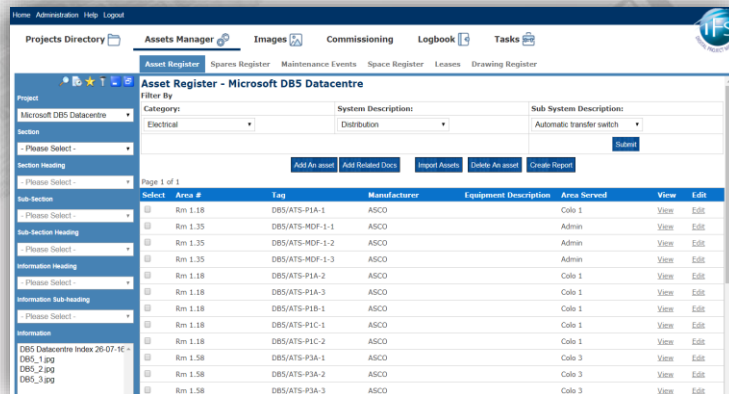 Home Administration Help Logout
Projects Directory Assets Manager Images Commissioning Logbook Tasks
iFS
Asset Register Spares Register Maintenance Events Space Register Leases Drawing Register
Asset Register - Microsoft DB5 Datacentre
Filter By
Category: System Description: Sub System Description:
Electrical Distribution Automatic transfer switch
Submit
Add An asset Add Related Docs Import Assets Delete An asset Create Report
Page 1 of 1
Select Area # Tag Manufacturer Equipment Description Area Served View Edit
Rm 1.18 DB5/ATS-P1A-1 ASCO Colo 1 View Edit
Rm 1.35 DB5/ATS-MDF-1-1 ASCO Admin View Edit
Rm 1.35 DB5/ATS-MDF-1-2 ASCO Admin View Edit
Rm 1.35 DB5/ATS-MDF-1-3 ASCO Admin View Edit
Rm 1.18 DB5/ATS-P1A-2 ASCO Colo 1 View Edit
Rm 1.18 DB5/ATS-P1A-3 ASCO Colo 1 View Edit
Rm 1.18 DB5/ATS-P1B-1 ASCO Colo 1 View Edit
Rm 1.18 DB5/ATS-P1C-1 ASCO Colo 1 View Edit
Rm 1.18 DB5/ATS-P1C-2 ASCO Colo 1 View Edit
Rm 1.58 DB5/ATS-P3A-1 ASCO Colo 3 View Edit
Rm 1.58 DB5/ATS-P3A-2 ASCO Colo 3 View Edit
Rm 1.58 DB5/ATS-P3A-3 ASCO Colo 3 View Edit
Project
Microsoft DB5 Datacentre
Section
- Please Select -
Section Heading
- Please Select -
Sub-Section
- Please Select -
Sub-Section Heading
- Please Select -
Information Heading
- Please Select -
Information Sub-heading
- Please Select -
Information
DB5 Datacentre Index 26-07-16
DB5_1.jpg
DB5_2.jpg
DB5_3.jpg